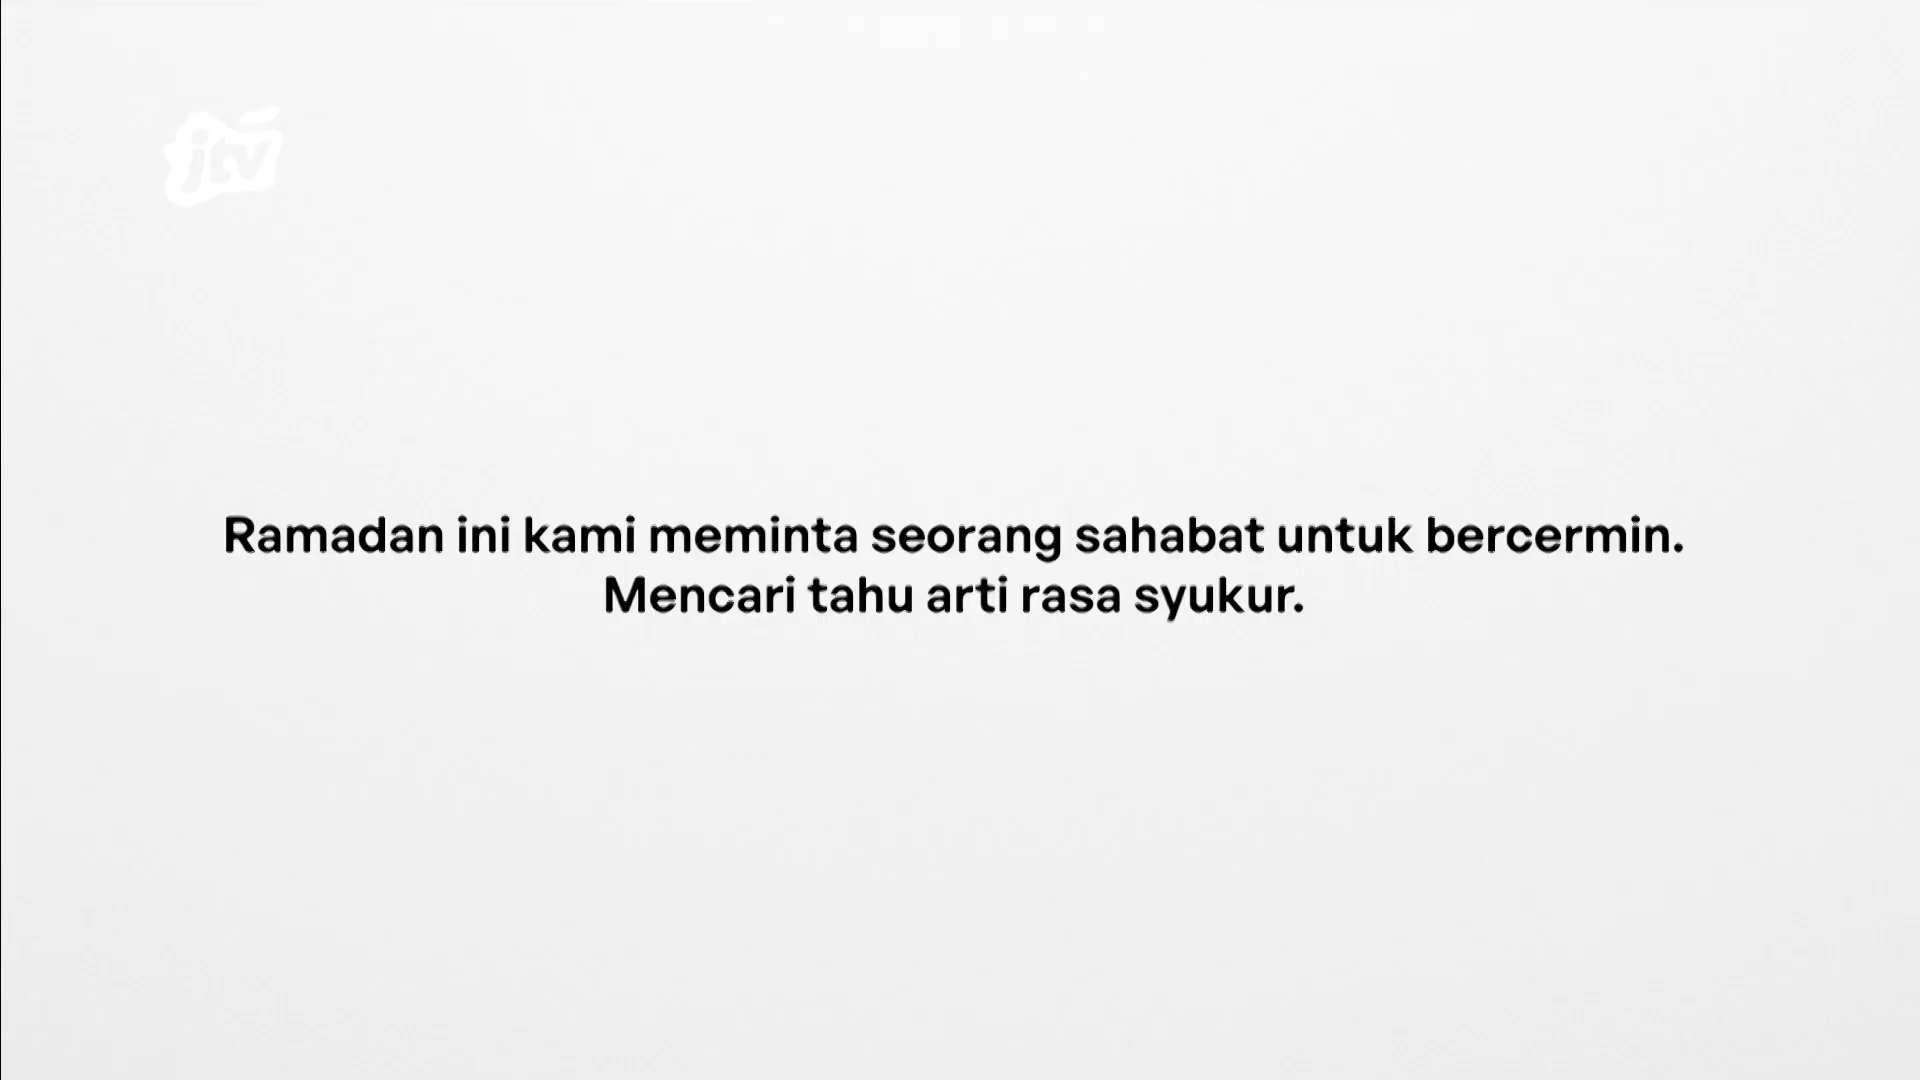 jtv
Ramadan ini kami meminta seorang sahabat untuk bercermin.
Mencari tahu arti rasa syukur.